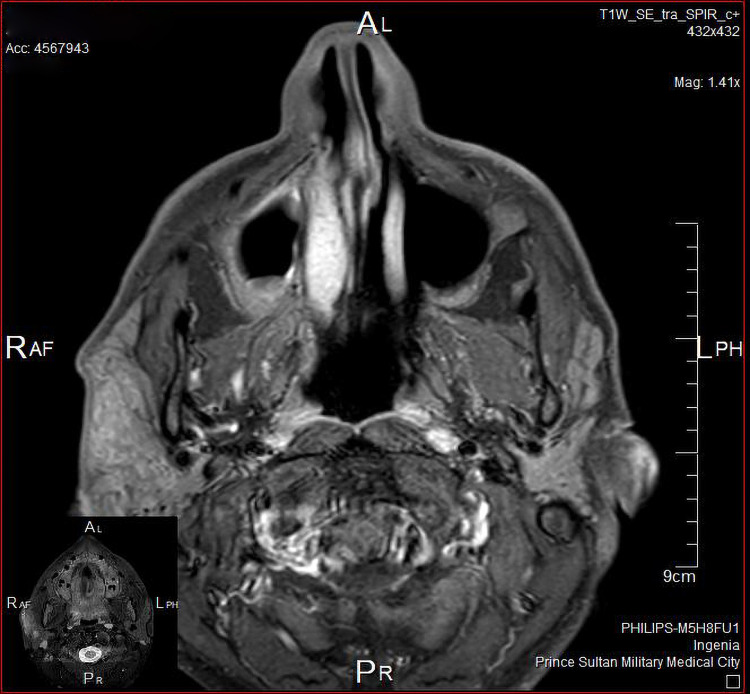 A L
T1W_SE_tra_SPIR_c+
432x432
Acc: 4567943
Mag: 1.41x
R AF
L PH
9cm
A L
R AF
L PH
P R
P R
PHILIPS-M5H8FU1
Ingenia
Prince Sultan Military Medical City